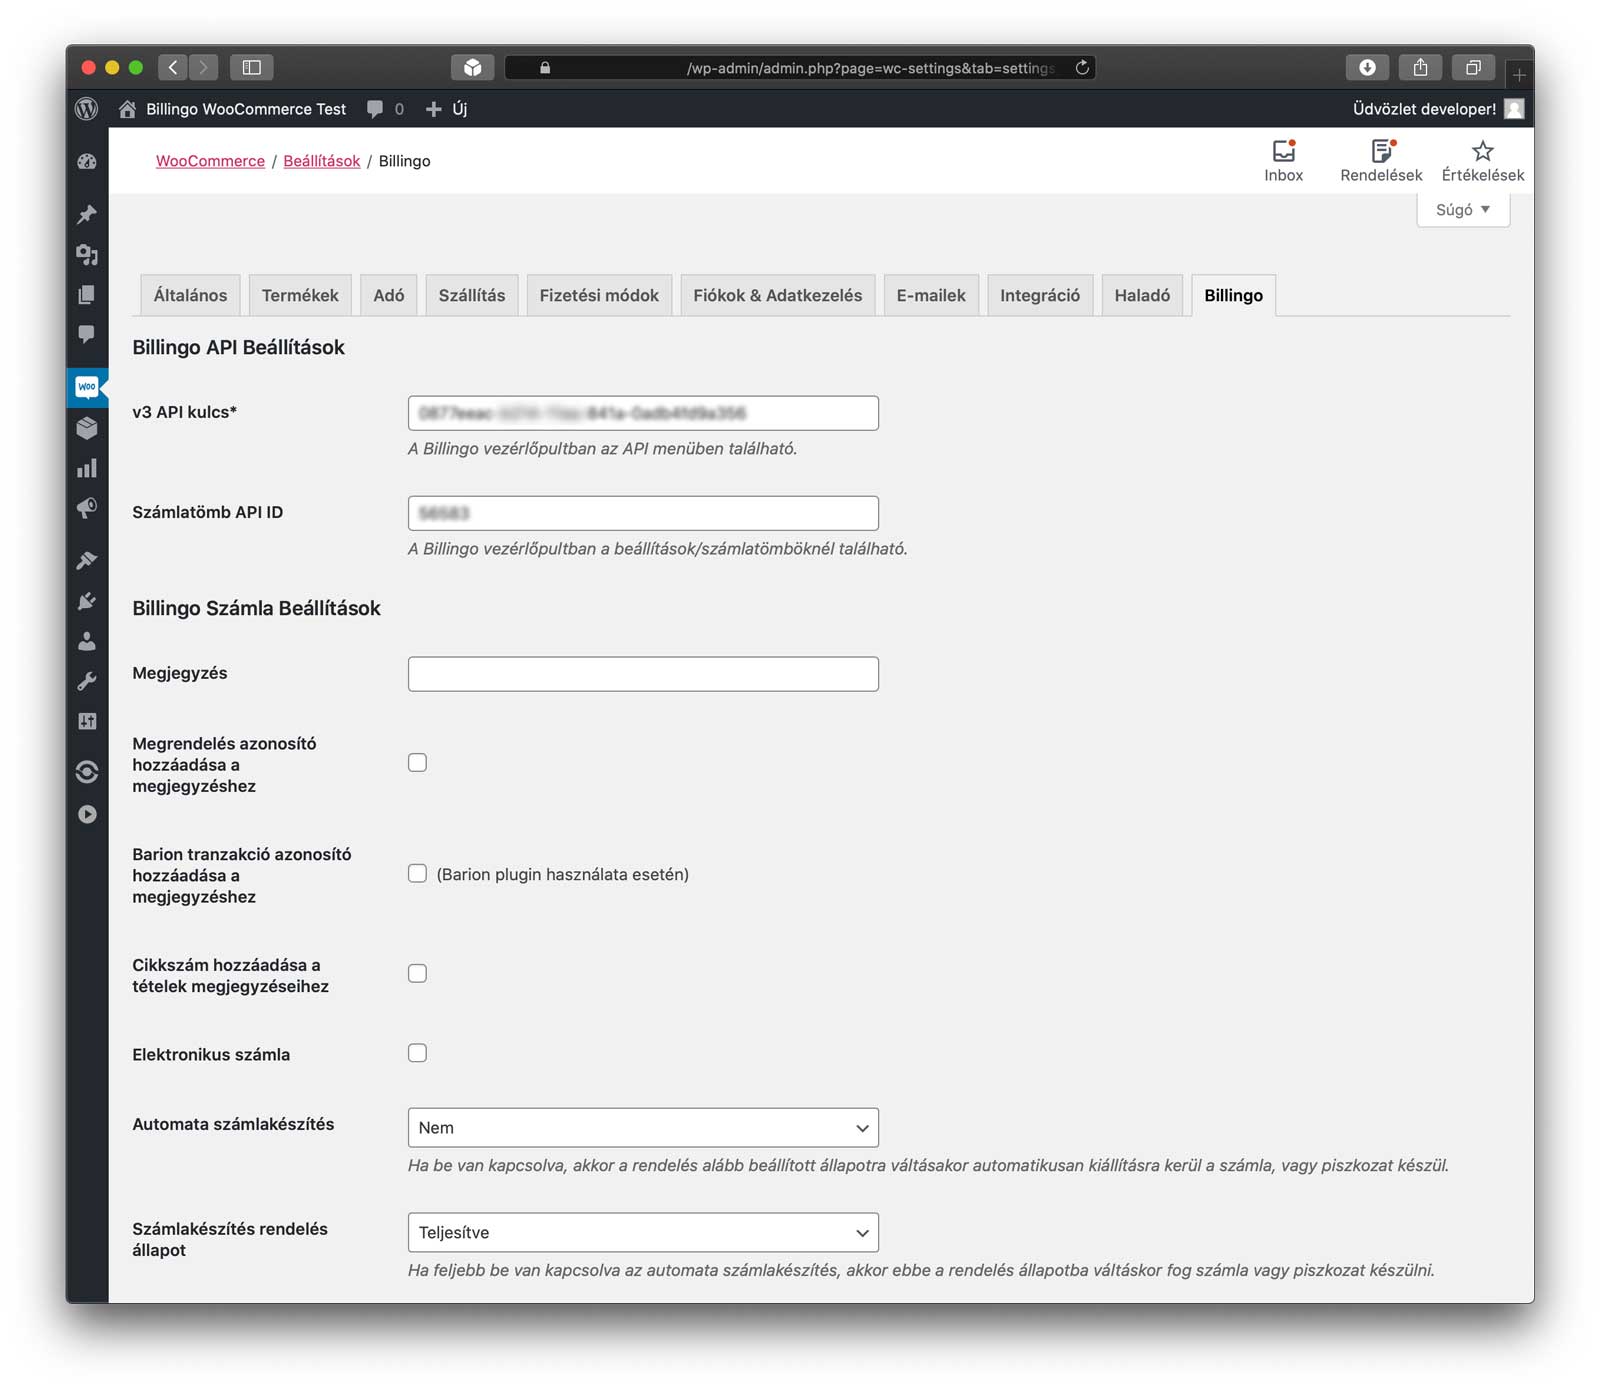 /wp-admin/admin.php?page=wc-settings&tab=settings
Billingo WooCommerce Test 0 Új Üdvözlet developer!
WooCommerce / Beállítások / Billingo
Inbox Rendelések Értékelések
Súgó
Általános Termékek Adó Szállítás Fizetési módok Fiókok & Adatkezelés E-mailek Integráció Haladó Billingo
Billingo API Beállítások
Woo
v3 API kulcs*
A Billingo vezérlőpultban az API menüben található.
Számlatömb API ID
A Billingo vezérlőpultban a beállítások/számlatömböknél található.
Billingo Számla Beállítások
Megjegyzés
Megrendelés azonosító
hozzáadása a
megjegyzéshez
Barion tranzakció azonosító
hozzáadása a
megjegyzéshez
(Barion plugin használata esetén)
Cikkszám hozzáadása a
tételek megjegyzéseihez
Elektronikus számla
Automata számlakészítés
Nem
Ha be van kapcsolva, akkor a rendelés alább beállított állapotra váltásakor automatikusan kiállításra kerül a számla, vagy piszkozat készül.
Számlakészítés rendelés
állapot
Teljesítve
Ha feljebb be van kapcsolva az automata számlakészítés, akkor ebbe a rendelés állapotba váltáskor fog számla vagy piszkozat készülni.